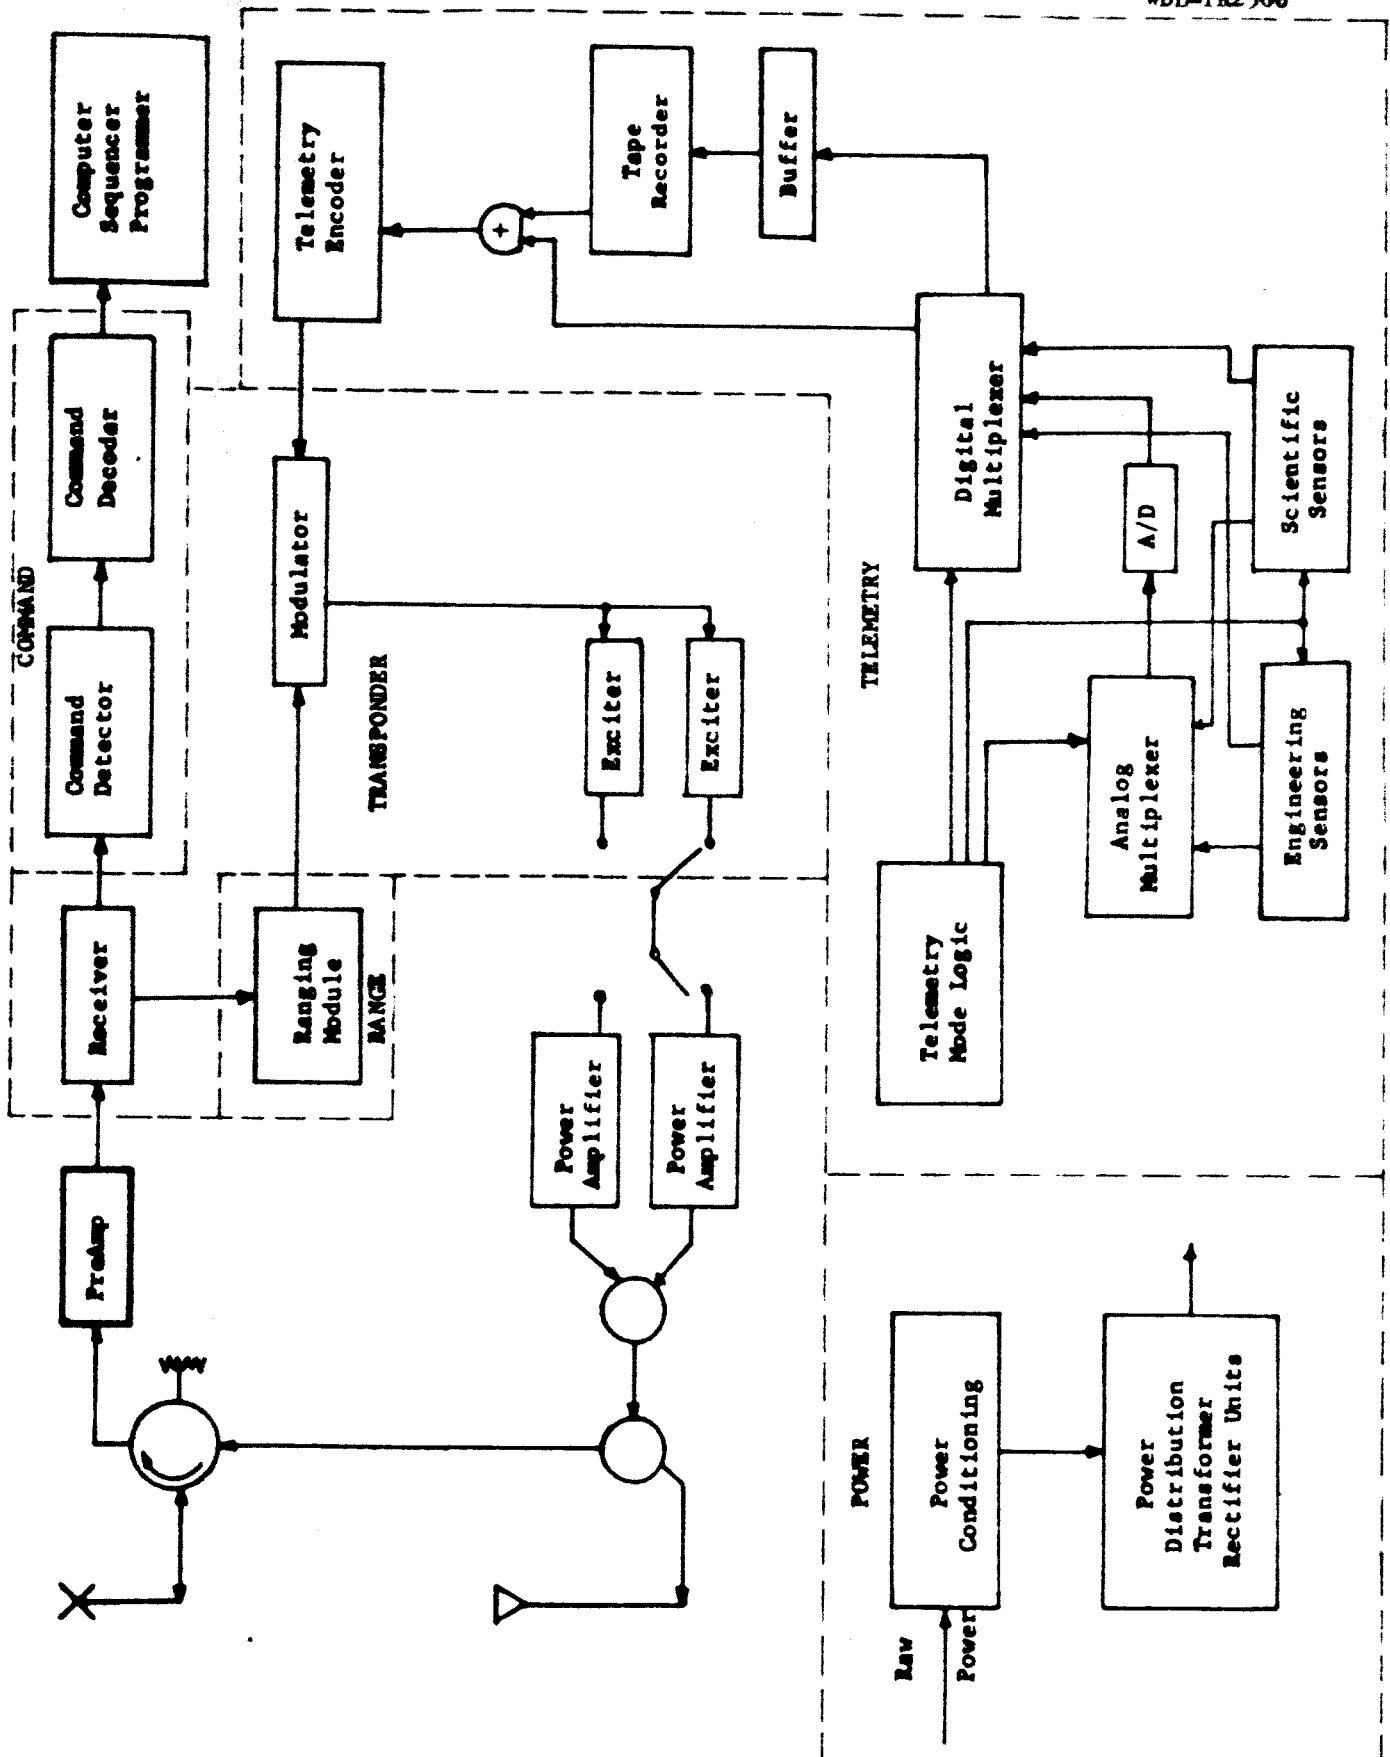 COMMAND
Computer
Sequencer
Programmer
Command
Decoder
Command
Detector
Receiver
PreAmp
Telemetry
Encoder
Modulator
TRANSPONDER
Ranging
Module
RANGE
+
Tape
Recorder
Buffer
Exciter
Exciter
Power
Amplifier
Power
Amplifier
TELEMETRY
Digital
Multiplexer
A/D
Scientific
Sensors
Analog
Multiplexer
Engineering
Sensors
Telemetry
Mode Logic
POWER
Raw
Power
Power
Conditioning
Power
Distribution
Transformer
Rectifier Units